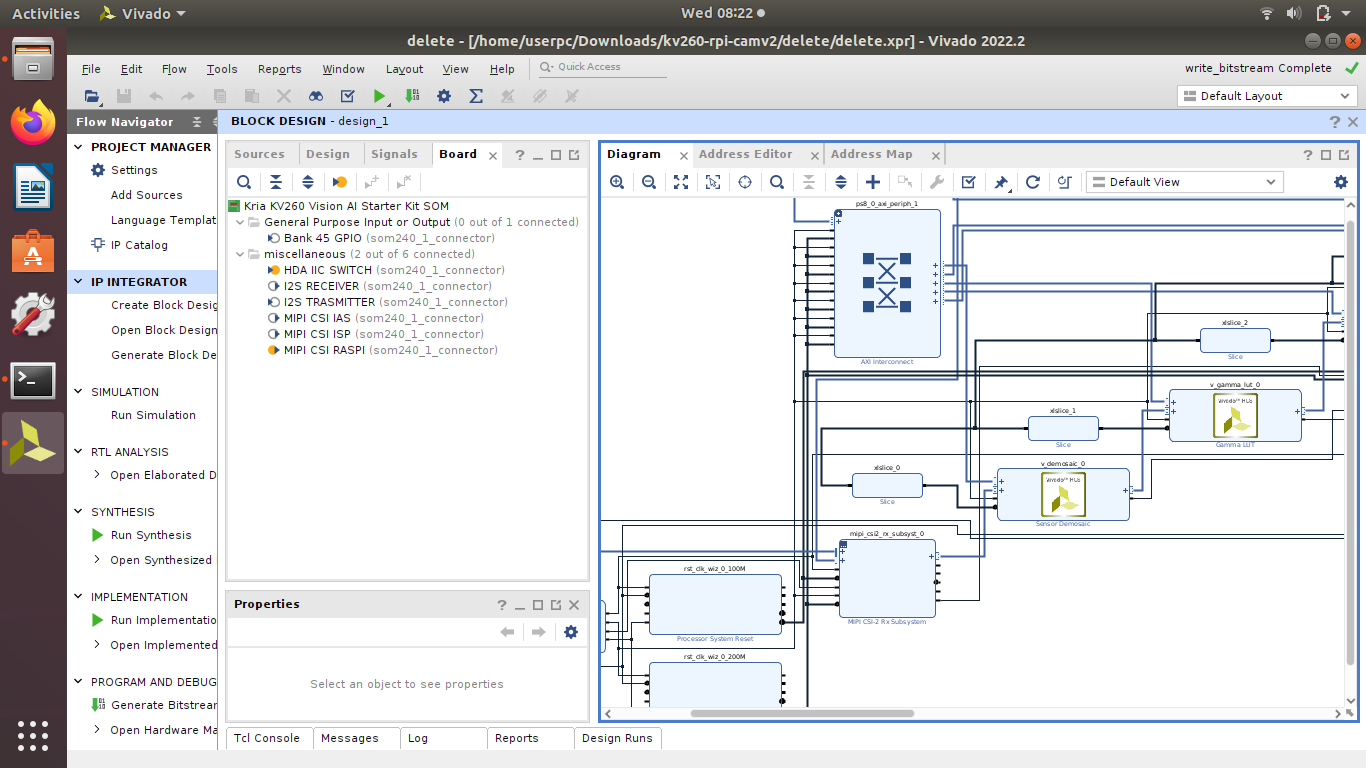 Activities
Vivado
Wed 08:22
delete - [/home/userpc/Downloads/kv260-rpi-camv2/delete/delete.xpr] - Vivado 2022.2
File Edit Flow Tools Reports Window Layout View Help
Quick Access
write_bitstream Complete
Default Layout
Flow Navigator
PROJECT MANAGER
Settings
Add Sources
Language Templat
IP Catalog
IP INTEGRATOR
Create Block Desig
Open Block Design
Generate Block De
SIMULATION
Run Simulation
RTL ANALYSIS
Open Elaborated D
SYNTHESIS
Run Synthesis
Open Synthesized
IMPLEMENTATION
Run Implementatio
Open Implemented
PROGRAM AND DEBUG
Generate Bitstrear
Open Hardware Ma
BLOCK DESIGN - design_1
Sources Design Signals Board
Kria KV260 Vision AI Starter Kit SOM
General Purpose Input or Output (0 out of 1 connected)
Bank 45 GPIO (som240_1_connector)
miscellaneous (2 out of 6 connected)
HDA IIC SWITCH (som240_1_connector)
I2S RECEIVER (som240_1_connector)
I2S TRASMITTER (som240_1_connector)
MIPI CSI IAS (som240_1_connector)
MIPI CSI ISP (som240_1_connector)
MIPI CSI RASPI (som240_1_connector)
Properties
Select an object to see properties
Diagram Address Editor Address Map
Default View
ps8_0_axi_periph_1
AXI Interconnect
xlslice_2
Slice
v_gamma_lut_0
Vivado™ HLS
Gamma LUT
xlslice_1
Slice
v_demosaic_0
Vivado™ HLS
Sensor Demosaic
xlslice_0
Slice
mipi_csi2_rx_subsyst_0
MIPI CSI-2 Rx Subsystem
rst_clk_wiz_0_100M
Processor System Reset
rst_clk_wiz_0_200M
Tcl Console Messages Log Reports Design Runs